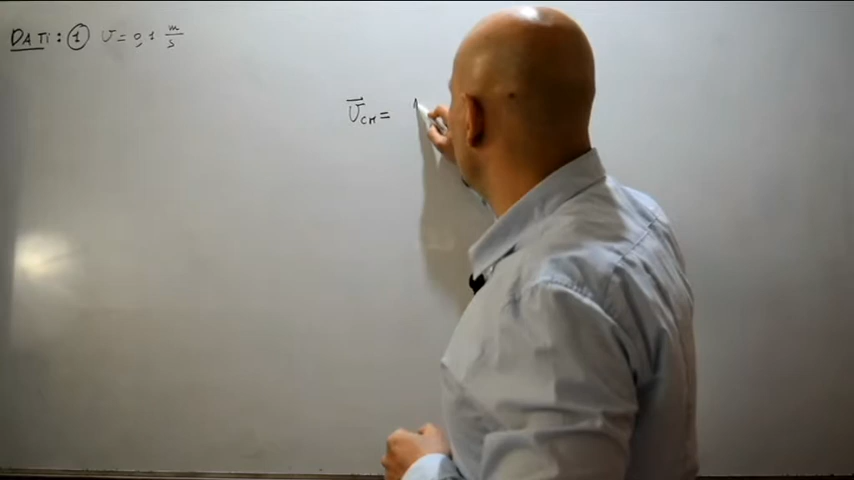 DATI: ① v = 0,1 m/s
v⃗CM =